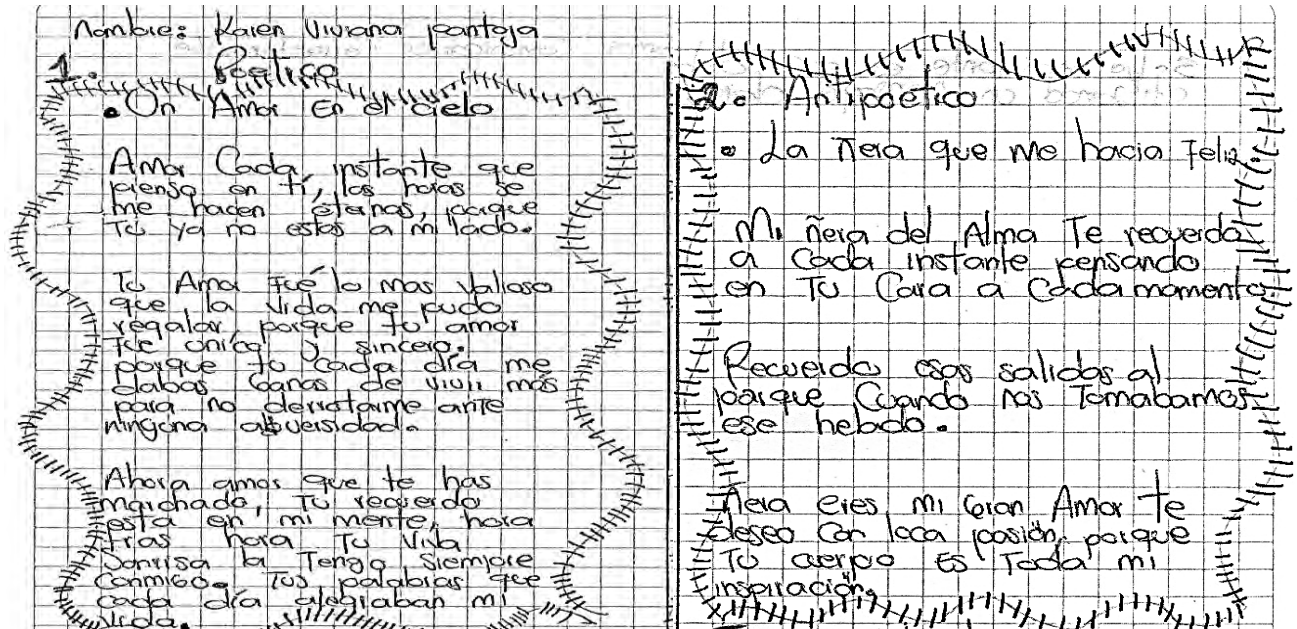 Nombre: Karen Viviana pantoja
1. Poetico
• Un Amor En el cielo
Amor Cada instante que
pienso en ti, las horas se
me hacen eternas, porque
Tu ya no estas a mi lado.
Tu Amor Fué lo mas valioso
que la vida me pudo
regalar, porque tu amor
fue unico y sincero.
porque tu cada dia me
dabas Ganas de vivir más
para no derrotarme ante
ninguna adversidad.
Ahora amor que te has
marchado, Tu recuerdo
esta en mi mente, hora
tras hora Tu Viva
Sonrisa la Tengo siempre
conmigo. Tus palabras que
cada dia alegraban mi
vida.
2. Antipoetico
• La ñera que me hacia feliz.
Mi ñera del Alma Te recuerdo
a cada instante pensando
en Tu Cara a Cada momento
Recuerdo esas salidas al
parque Cuando nos Tomabamos
ese helado.
Ñera eres mi Gran Amor te
deseo con loca pasión, porque
Tu cuerpo Es Toda mi
inspiración.